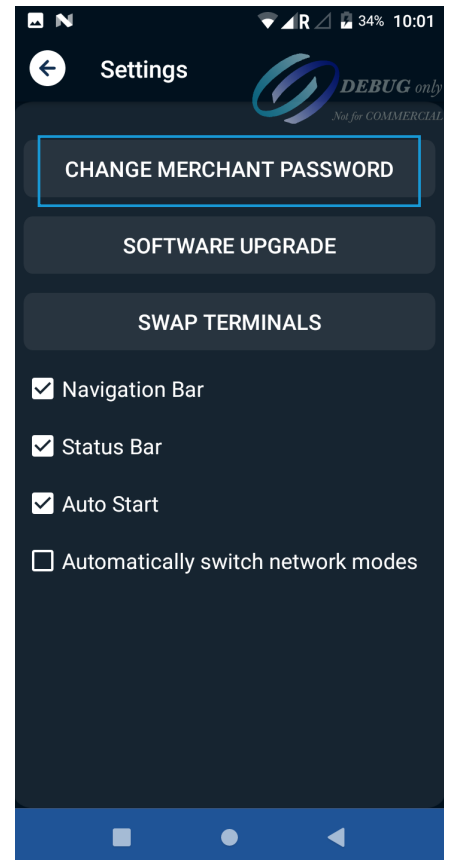 R 34% 10:01
Settings
DEBUG only
Not for COMMERCIAL
CHANGE MERCHANT PASSWORD
SOFTWARE UPGRADE
SWAP TERMINALS
Navigation Bar
Status Bar
Auto Start
Automatically switch network modes